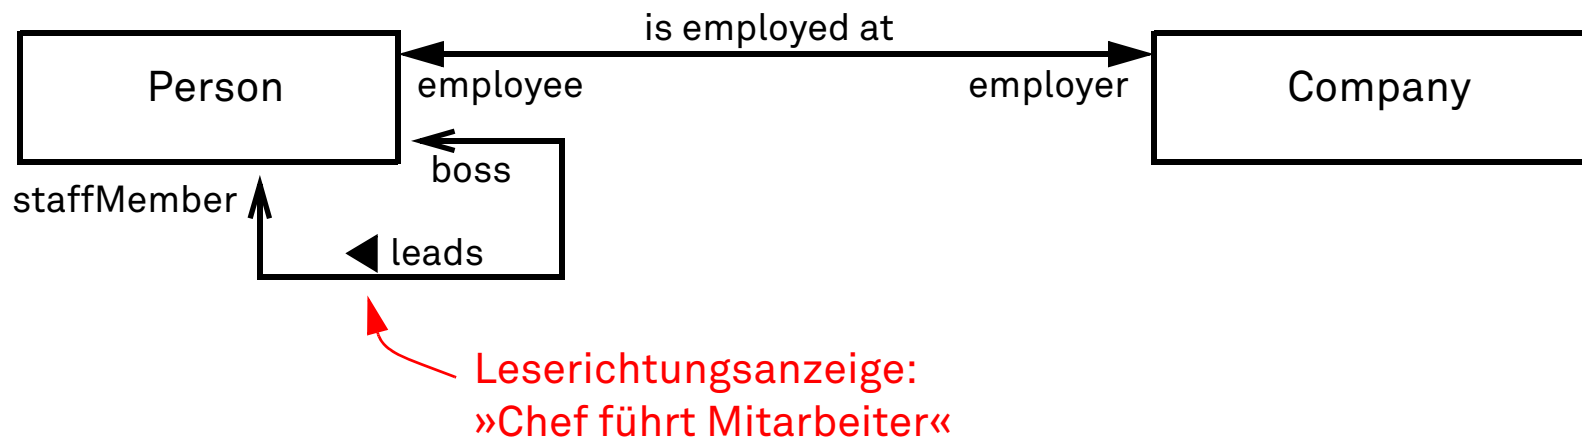 is employed at
Person
employee
employer
Company
boss
staffMember
leads
Leserichtungsanzeige:
»Chef führt Mitarbeiter«